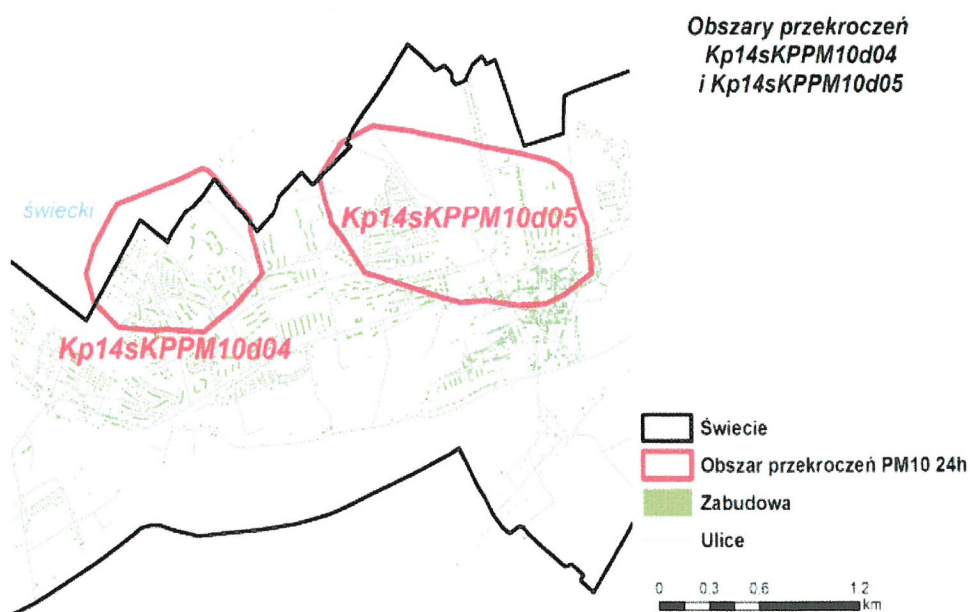 Obszary przekroczeń
Kp14sKPPM10d04
i Kp14sKPPM10d05
świecki
Kp14sKPPM10d05
Kp14sKPPM10d04
Świecie
Obszar przekroczeń PM10 24h
Zabudowa
Ulice
0 0.3 0.6 1.2
km